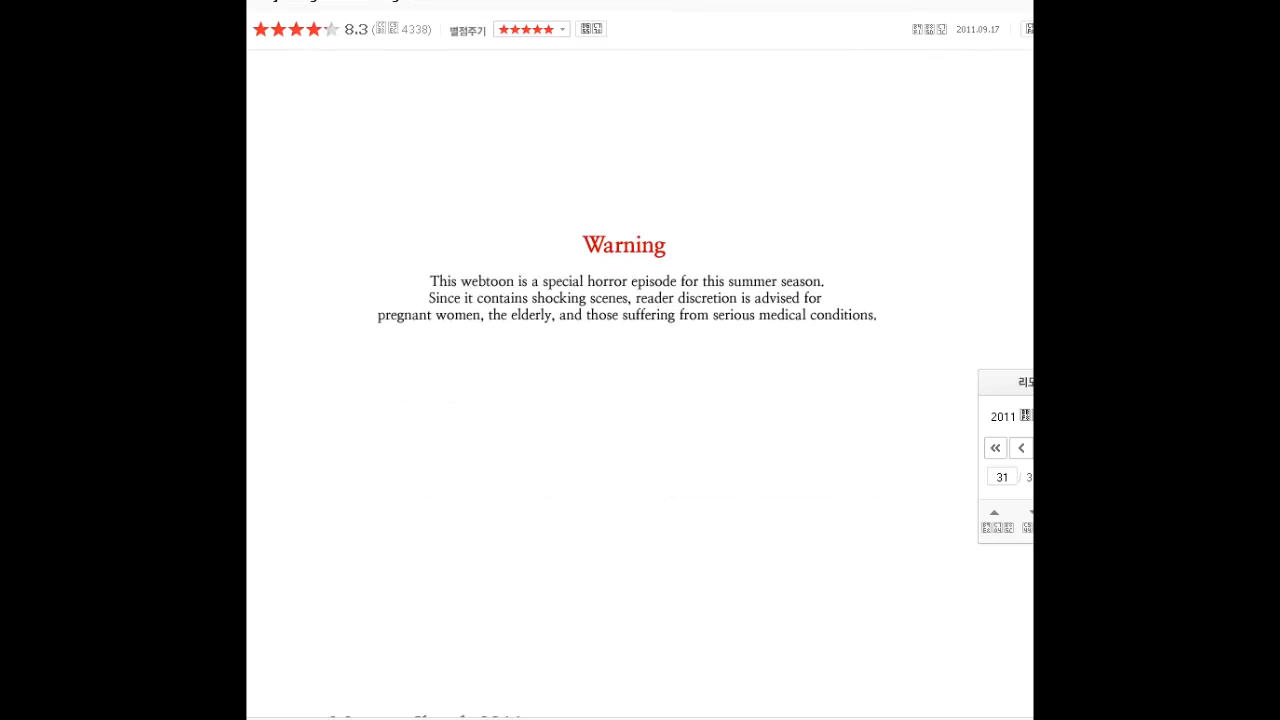 8.3 ( 4338) 별점주기
2011.09.17
Warning
This webtoon is a special horror episode for this summer season.
Since it contains shocking scenes, reader discretion is advised for
pregnant women, the elderly, and those suffering from serious medical conditions.
2011
31 / 3